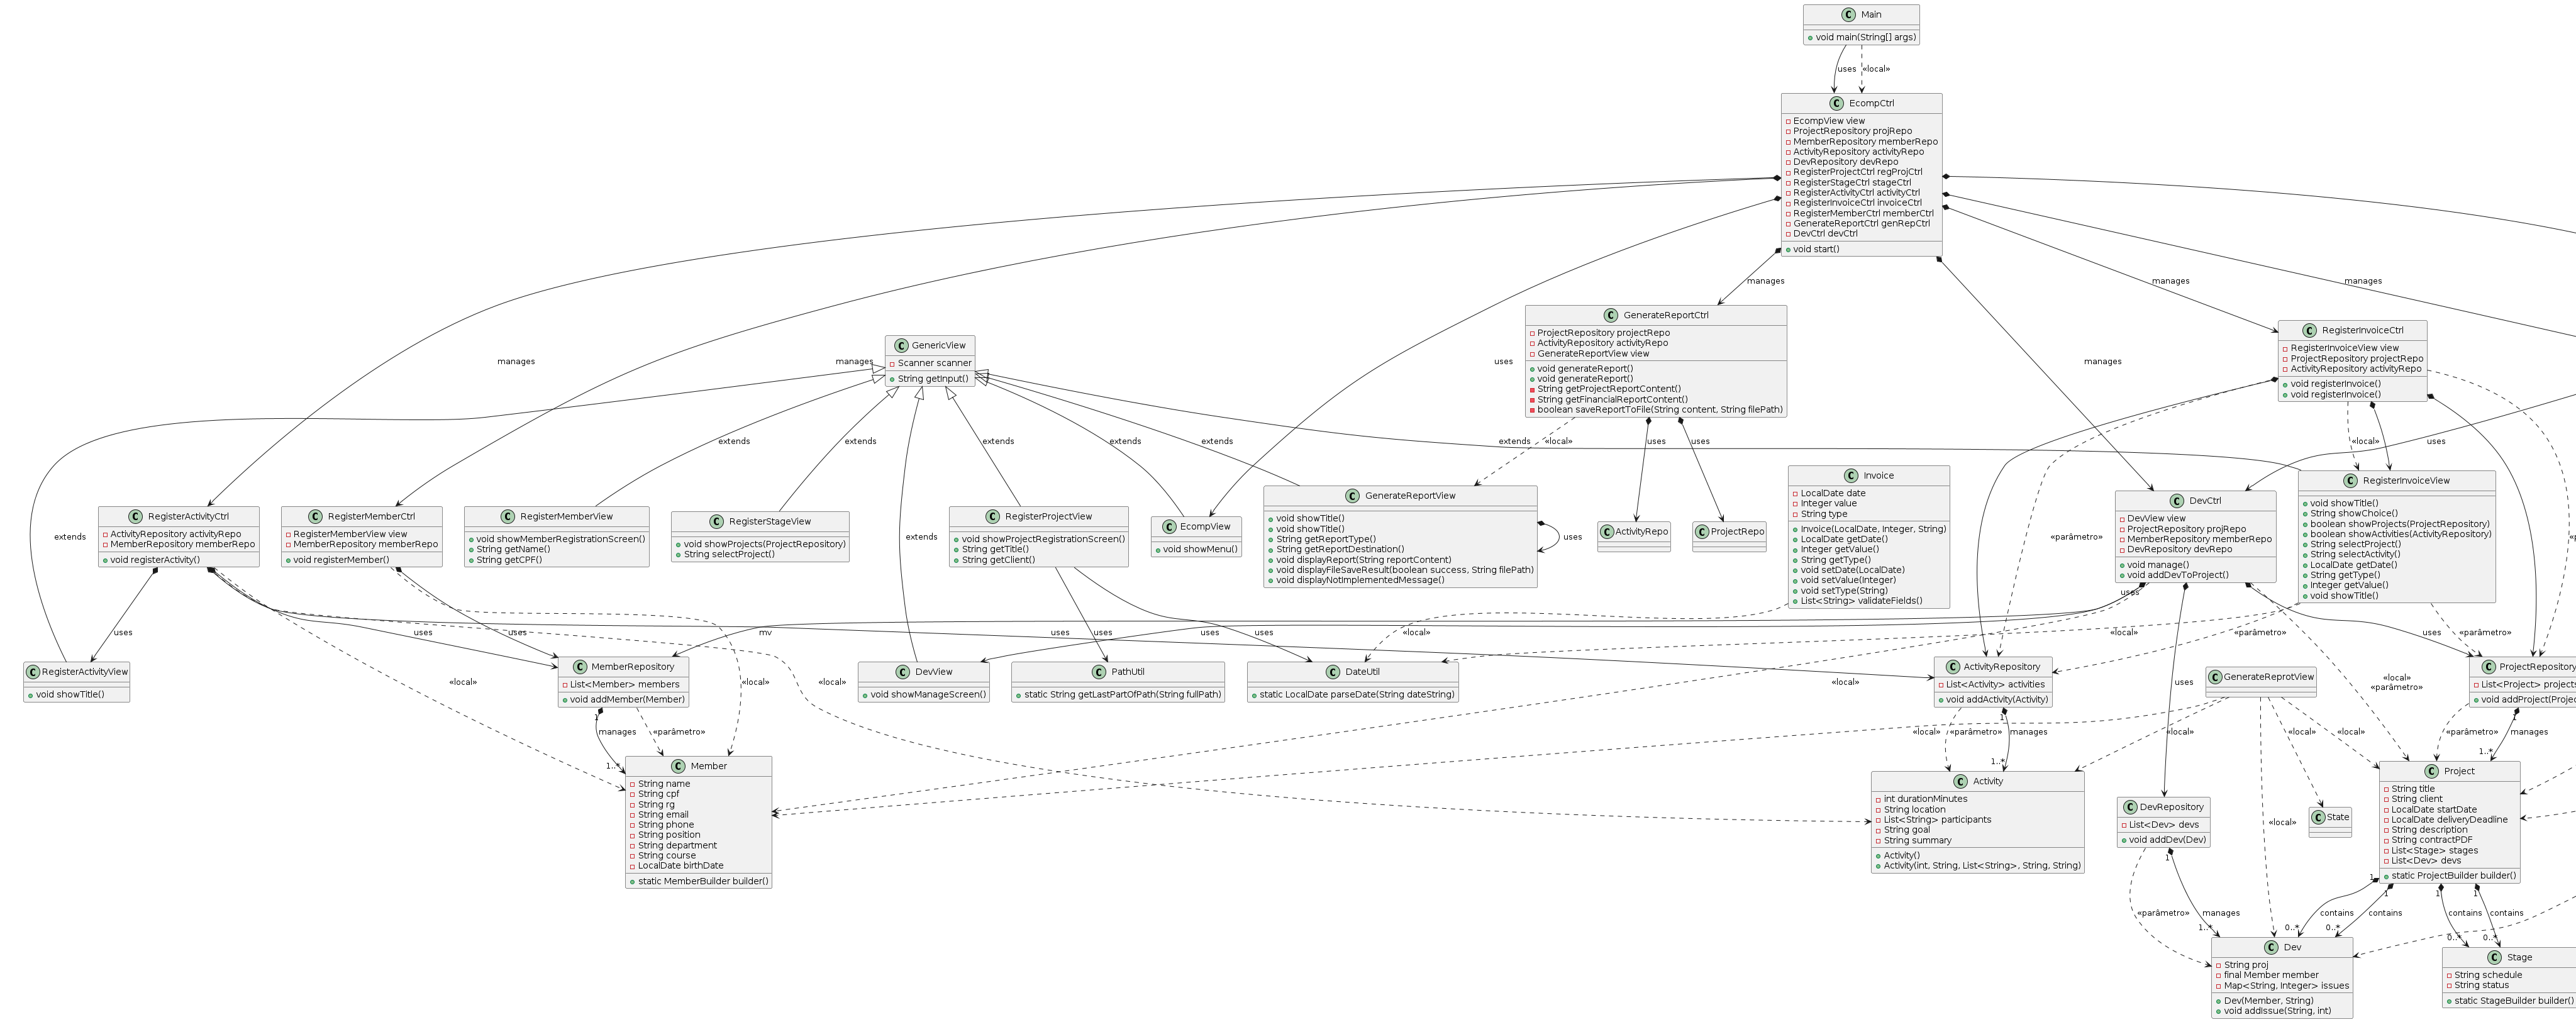 Main
void main(String[] args)
uses
«local»
EcompCtrl
EcompView view
ProjectRepository projRepo
MemberRepository memberRepo
ActivityRepository activityRepo
DevRepository devRepo
RegisterProjectCtrl regProjCtrl
RegisterStageCtrl stageCtrl
RegisterActivityCtrl activityCtrl
RegisterInvoiceCtrl invoiceCtrl
RegisterMemberCtrl memberCtrl
GenerateReportCtrl genRepCtrl
DevCtrl devCtrl
void start()
manages
manages
manages
manages
manages
manages
uses
GenericView
Scanner scanner
String getInput()
GenerateReportCtrl
ProjectRepository projectRepo
ActivityRepository activityRepo
GenerateReportView view
void generateReport()
void generateReport()
String getProjectReportContent()
String getFinancialReportContent()
boolean saveReportToFile(String content, String filePath)
RegisterInvoiceCtrl
RegisterInvoiceView view
ProjectRepository projectRepo
ActivityRepository activityRepo
void registerInvoice()
void registerInvoice()
extends
extends
extends
extends
extends
extends
«local»
uses
uses
«local»
uses
RegisterActivityCtrl
ActivityRepository activityRepo
MemberRepository memberRepo
void registerActivity()
RegisterMemberCtrl
RegisterMemberView view
MemberRepository memberRepo
void registerMember()
RegisterMemberView
void showMemberRegistrationScreen()
String getName()
String getCPF()
RegisterStageView
void showProjects(ProjectRepository)
String selectProject()
RegisterProjectView
void showProjectRegistrationScreen()
String getTitle()
String getClient()
EcompView
void showMenu()
GenerateReportView
void showTitle()
void showTitle()
String getReportType()
String getReportDestination()
void displayReport(String reportContent)
void displayFileSaveResult(boolean success, String filePath)
void displayNotImplementedMessage()
uses
ActivityRepo
ProjectRepo
Invoice
LocalDate date
Integer value
String type
Invoice(LocalDate, Integer, String)
LocalDate getDate()
Integer getValue()
String getType()
void setDate(LocalDate)
void setValue(Integer)
void setType(String)
List<String> validateFields()
DevCtrl
DevView view
ProjectRepository projRepo
MemberRepository memberRepo
DevRepository devRepo
void manage()
void addDevToProject()
RegisterInvoiceView
void showTitle()
String showChoice()
boolean showProjects(ProjectRepository)
boolean showActivities(ActivityRepository)
String selectProject()
String selectActivity()
LocalDate getDate()
String getType()
Integer getValue()
void showTitle()
extends
extends
«parâmetro»
uses
uses
uses
uses
mv
uses
uses
uses
uses
«local»
uses
«local»
«parâmetro»
uses
«parâmetro»
RegisterActivityView
void showTitle()
MemberRepository
List<Member> members
void addMember(Member)
DevView
void showManageScreen()
PathUtil
static String getLastPartOfPath(String fullPath)
DateUtil
static LocalDate parseDate(String dateString)
ActivityRepository
List<Activity> activities
void addActivity(Activity)
GenerateReprotView
ProjectRepository
«local»
«local»
«local»
«local»
uses
«local»
«parâmetro»
1
manages
«parâmetro»
1..*
«local»
«parâmetro»
1
manages
1..*
«local»
«local»
«local»
«local»
«parâmetro»
1
manages
1..*
Member
String name
String cpf
String rg
String email
String phone
String position
String department
String course
LocalDate birthDate
static MemberBuilder builder()
Activity
int durationMinutes
String location
List<String> participants
String goal
String summary
Activity()
Activity(int, String, List<String>, String, String)
DevRepository
List<Dev> devs
void addDev(Dev)
State
Project
String title
String client
LocalDate startDate
LocalDate deliveryDeadline
String description
String contractPDF
List<Stage> stages
List<Dev> devs
static ProjectBuilder builder()
1
«parâmetro»
manages
1..*
1
1
contains
contains
0..*
0..*
1
1
contains
contains
0..*
0..*
Dev
String proj
final Member member
Map<String, Integer> issues
Dev(Member, String)
void addIssue(String, int)
Stage
String schedule
String status
static StageBuilder builder()